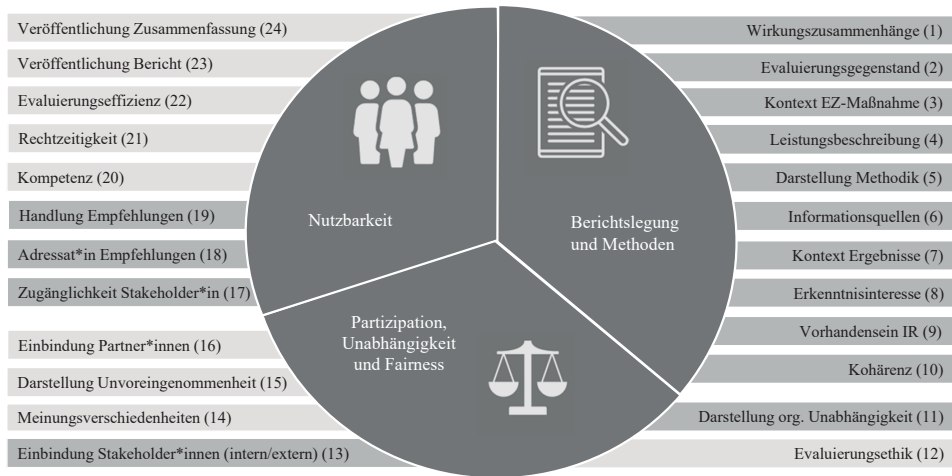 Veröffentlichung Zusammenfassung (24)
Veröffentlichung Bericht (23)
Evaluierungseffizienz (22)
Rechtzeitigkeit (21)
Kompetenz (20)
Handlung Empfehlungen (19)
Adressat*in Empfehlungen (18)
Zugänglichkeit Stakeholder*in (17)
Einbindung Partner*innen (16)
Darstellung Unvoreingenommenheit (15)
Meinungsverschiedenheiten (14)
Einbindung Stakeholder*innen (intern/extern) (13)
Nutzbarkeit
Berichtslegung
und Methoden
Partizipation,
Unabhängigkeit
und Fairness
Wirkungszusammenhänge (1)
Evaluierungsgegenstand (2)
Kontext EZ-Maßnahme (3)
Leistungsbeschreibung (4)
Darstellung Methodik (5)
Informationsquellen (6)
Kontext Ergebnisse (7)
Erkenntnisinteresse (8)
Vorhandensein IR (9)
Kohärenz (10)
Darstellung org. Unabhängigkeit (11)
Evaluierungsethik (12)